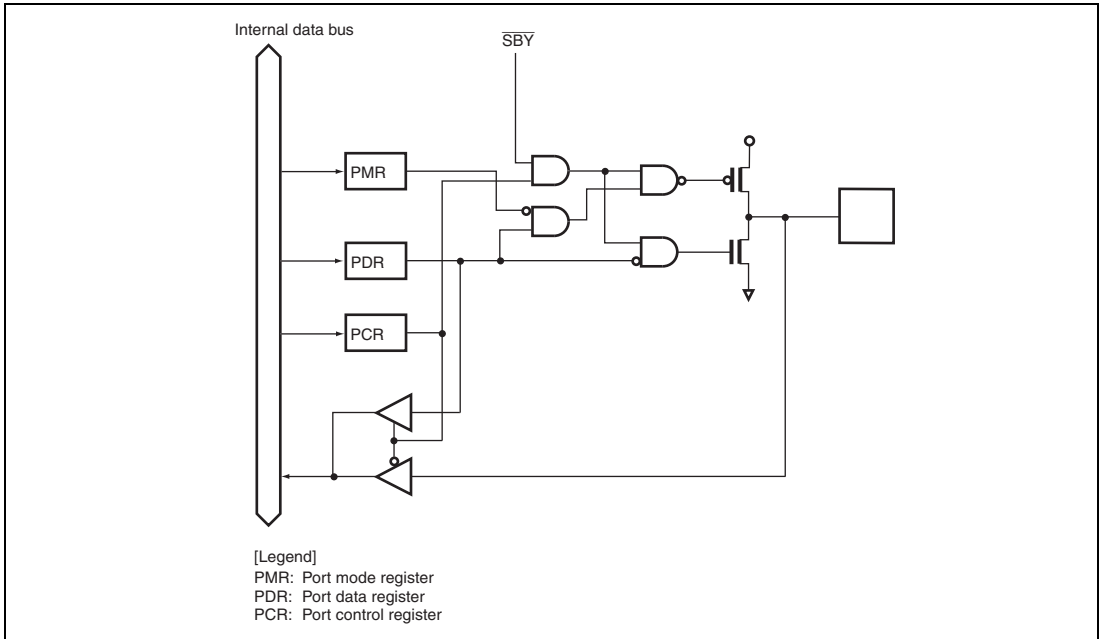 Internal data bus
SBY
PMR
PDR
PCR
[Legend]
PMR: Port mode register
PDR: Port data register
PCR: Port control register